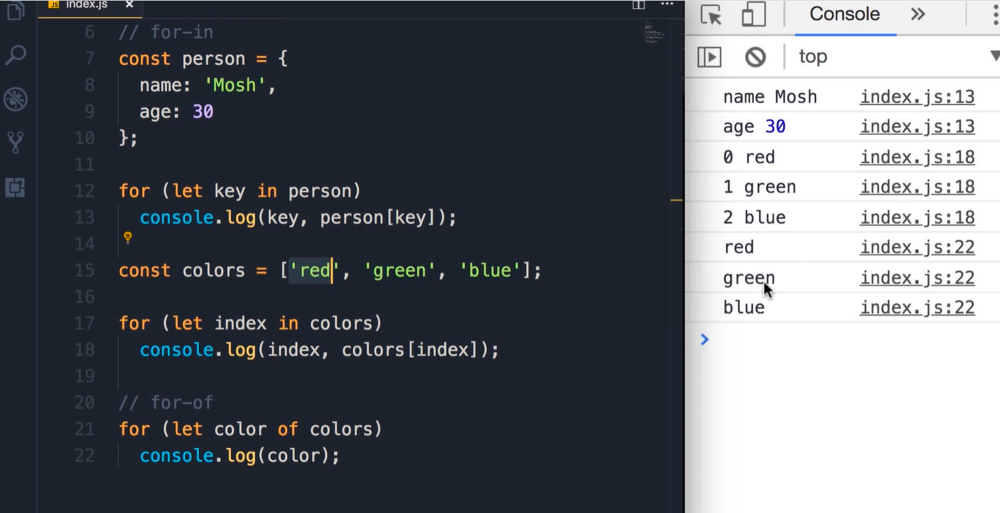 JS index.js ×
6 // for-in
7 const person = {
8 name: 'Mosh',
9 age: 30
10 };
11
12 for (let key in person)
13 console.log(key, person[key]);
14
15 const colors = ['red', 'green', 'blue'];
16
17 for (let index in colors)
18 console.log(index, colors[index]);
19
20 // for-of
21 for (let color of colors)
22 console.log(color);
Console »
top
name Mosh index.js:13
age 30 index.js:13
0 red index.js:18
1 green index.js:18
2 blue index.js:18
red index.js:22
green index.js:22
blue index.js:22